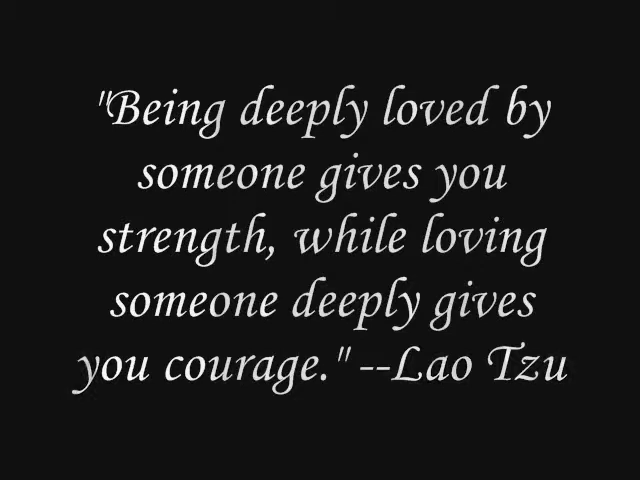 "Being deeply loved by
someone gives you
strength, while loving
someone deeply gives
you courage." --Lao Tzu